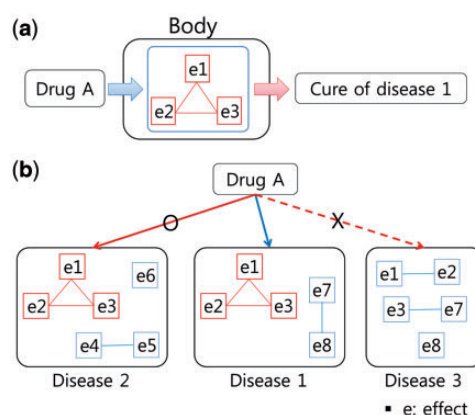 (a)
Body
Drug A
e1
e2
e3
Cure of disease 1
(b)
Drug A
O
X
e1
e6
e2
e3
e4
e5
Disease 2
e1
e7
e2
e3
e8
Disease 1
e1
e2
e3
e7
e8
Disease 3
▪ e: effect